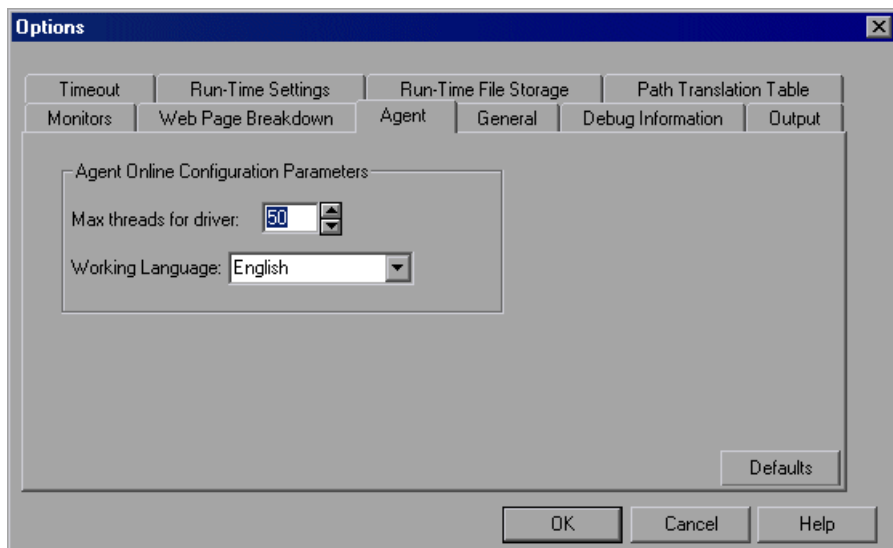 Options
Timeout Run-Time Settings Run-Time File Storage Path Translation Table
Monitors Web Page Breakdown Agent General Debug Information Output
Agent Online Configuration Parameters
Max threads for driver: 50
Working Language: English
Defaults
OK Cancel Help